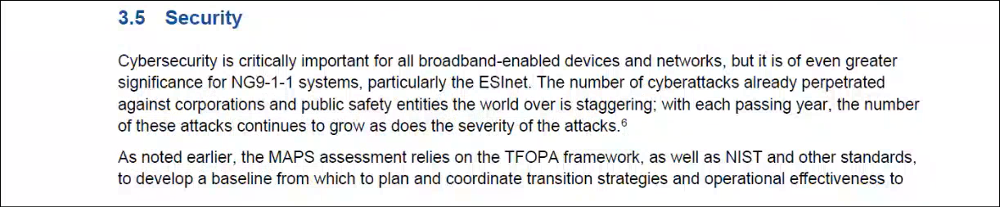 3.5 Security
Cybersecurity is critically important for all broadband-enabled devices and networks, but it is of even greater
significance for NG9-1-1 systems, particularly the ESInet. The number of cyberattacks already perpetrated
against corporations and public safety entities the world over is staggering; with each passing year, the number
of these attacks continues to grow as does the severity of the attacks.⁶
As noted earlier, the MAPS assessment relies on the TFOPA framework, as well as NIST and other standards,
to develop a baseline from which to plan and coordinate transition strategies and operational effectiveness to